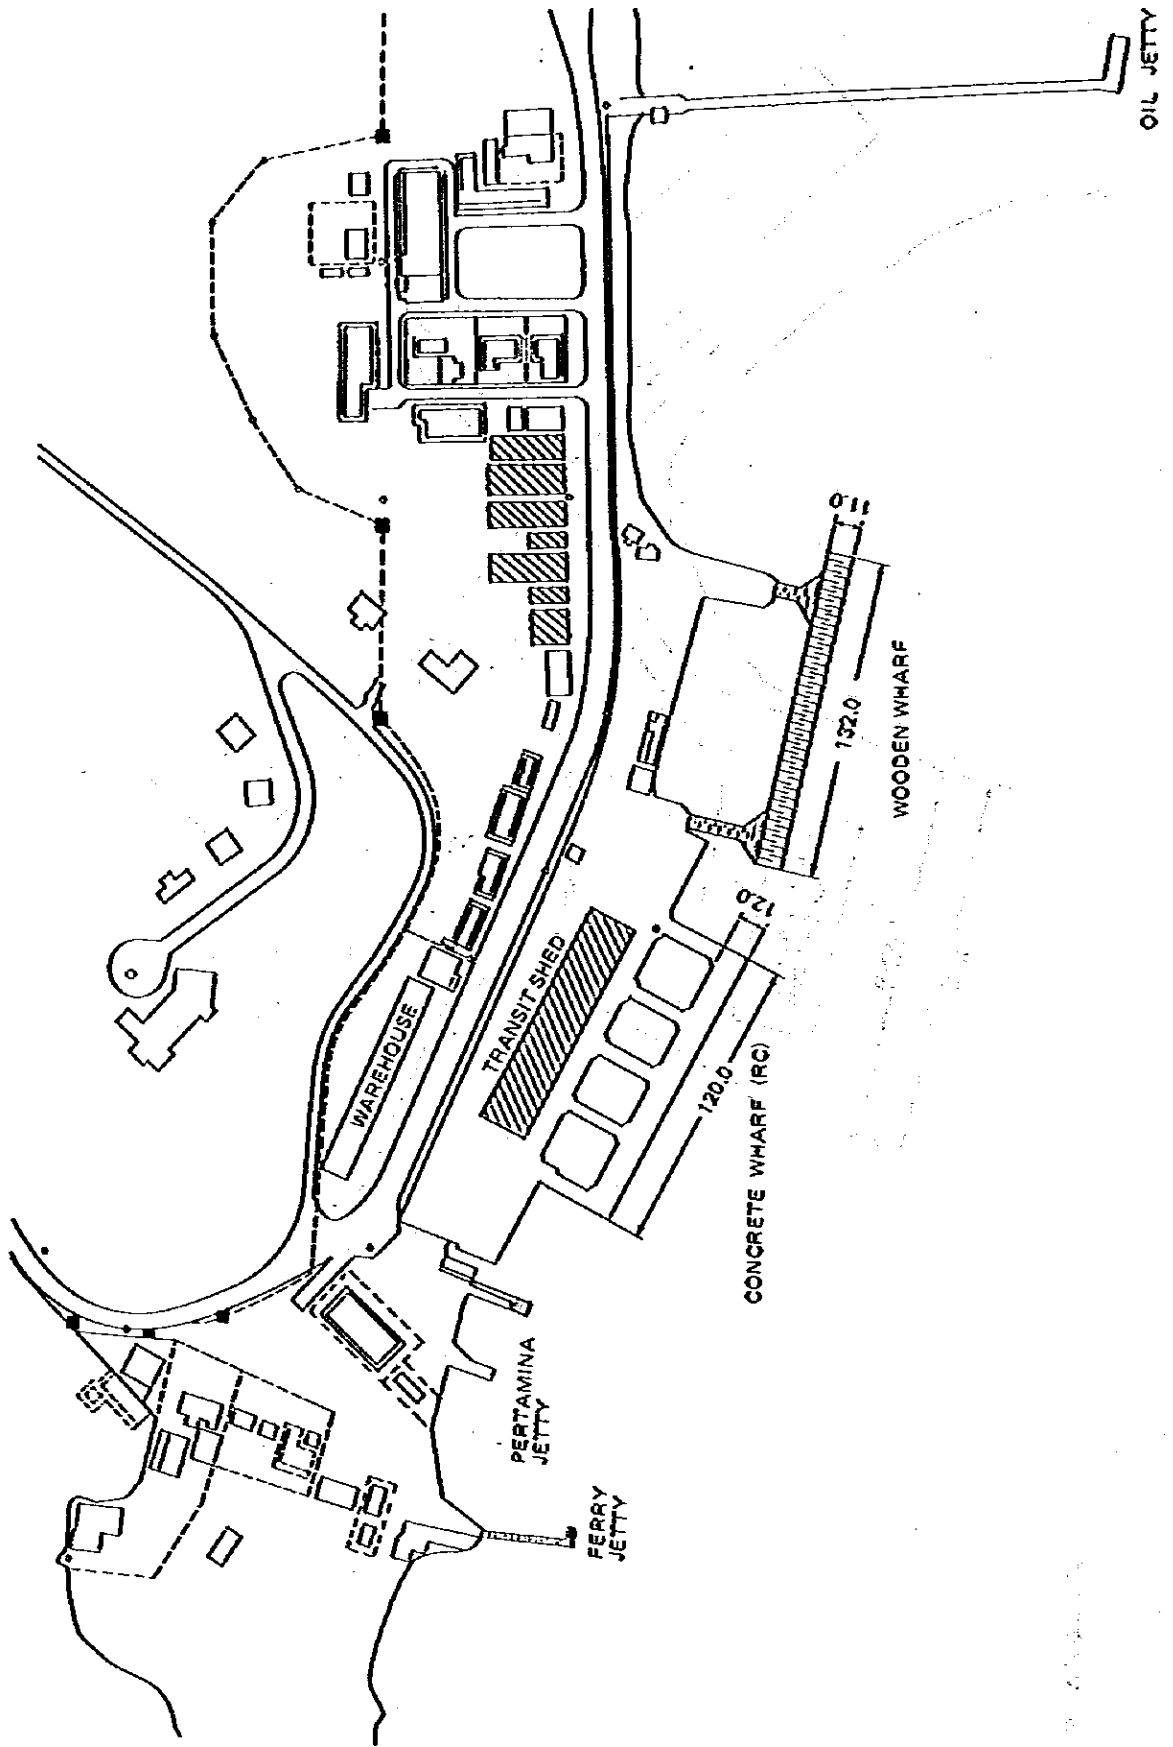 FERRY
JETTY
PERTAMINA
JETTY
WAREHOUSE
TRANSIT SHED
120.0
12.0
CONCRETE WHARF (RC)
132.0
11.0
WOODEN WHARF
OIL JETTY